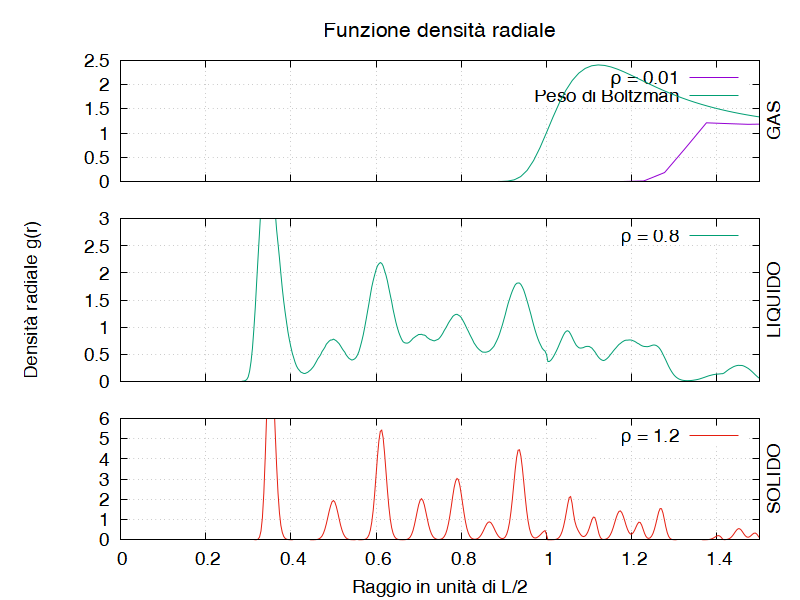 Funzione densità radiale
2.5
2
1.5
1
0.5
0
ρ = 0.01
Peso di Boltzman
GAS
Densità radiale g(r)
3
2.5
2
1.5
1
0.5
0
ρ = 0.8
LIQUIDO
6
5
4
3
2
1
0
ρ = 1.2
SOLIDO
0 0.2 0.4 0.6 0.8 1 1.2 1.4
Raggio in unità di L/2